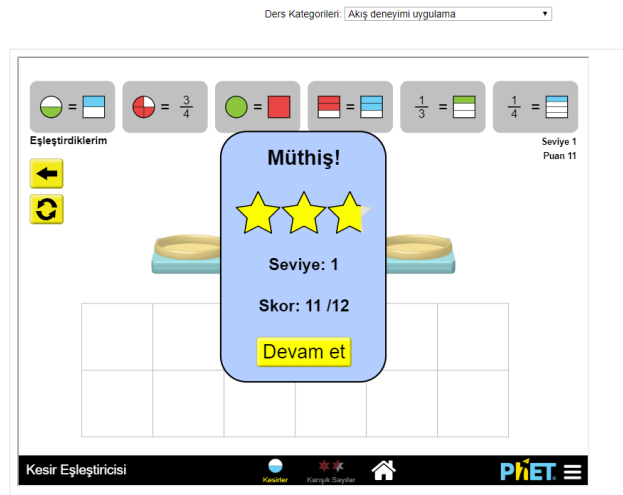 Ders Kategorileri: Akış deneyimi uygulama
= = 3/4 = = 1/3 = 1/4 =
Eşleştirdiklerim
Seviye 1
Puan 11
Müthiş!
Seviye: 1
Skor: 11 /12
Devam et
Kesir Eşleştiricisi
Kesirler
Karışık Sayılar
PhET